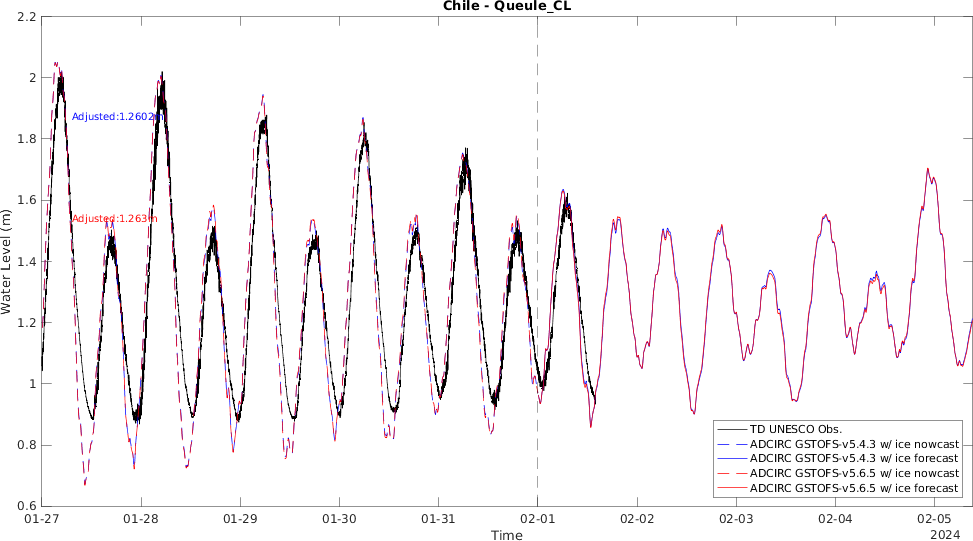 Chile - Queule_CL
2.2
2
1.8
1.6
1.4
1.2
1
0.8
0.6
Water Level (m)
Adjusted:1.2602m
Adjusted:1.263m
TD UNESCO Obs.
ADCIRC GSTOFS-v5.4.3 w/ ice nowcast
ADCIRC GSTOFS-v5.4.3 w/ ice forecast
ADCIRC GSTOFS-v5.6.5 w/ ice nowcast
ADCIRC GSTOFS-v5.6.5 w/ ice forecast
01-27 01-28 01-29 01-30 01-31 02-01 02-02 02-03 02-04 02-05
2024
Time